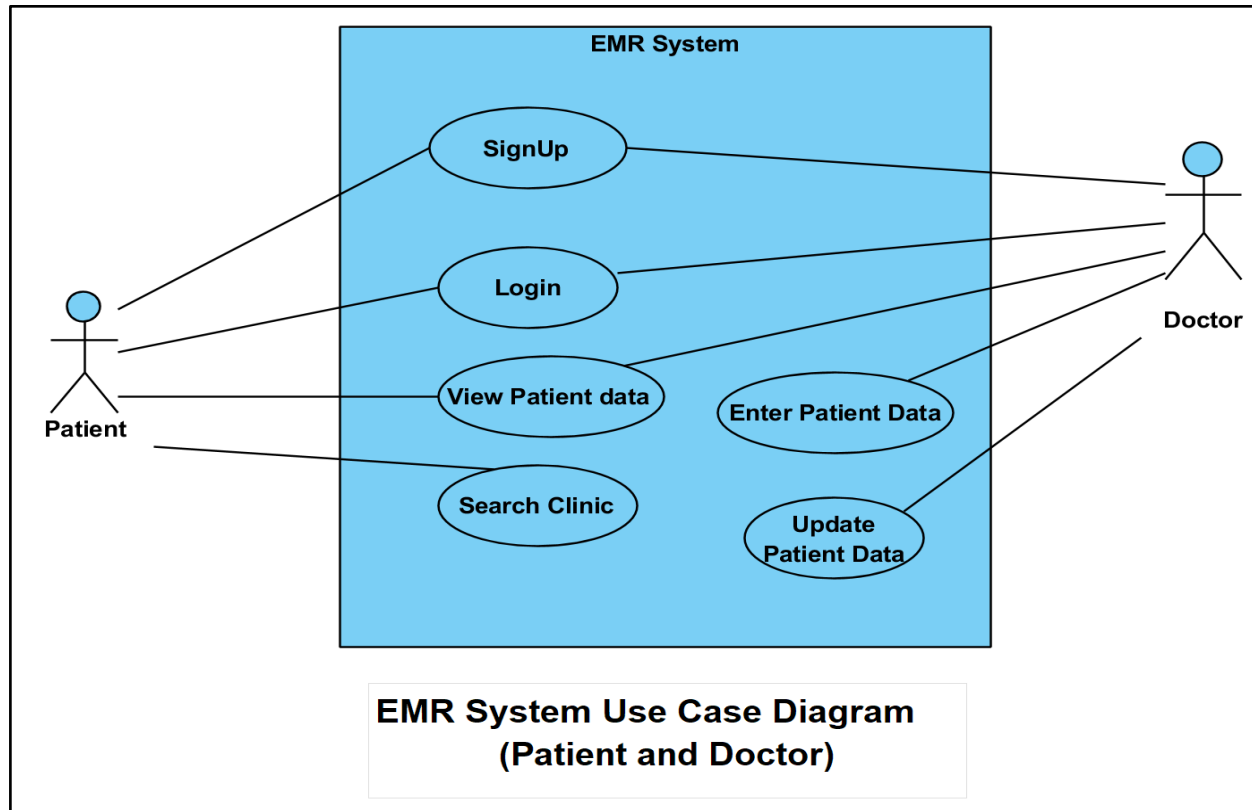 EMR System
SignUp
Login
View Patient data
Search Clinic
Enter Patient Data
Update
Patient Data
Patient
Doctor
EMR System Use Case Diagram
(Patient and Doctor)